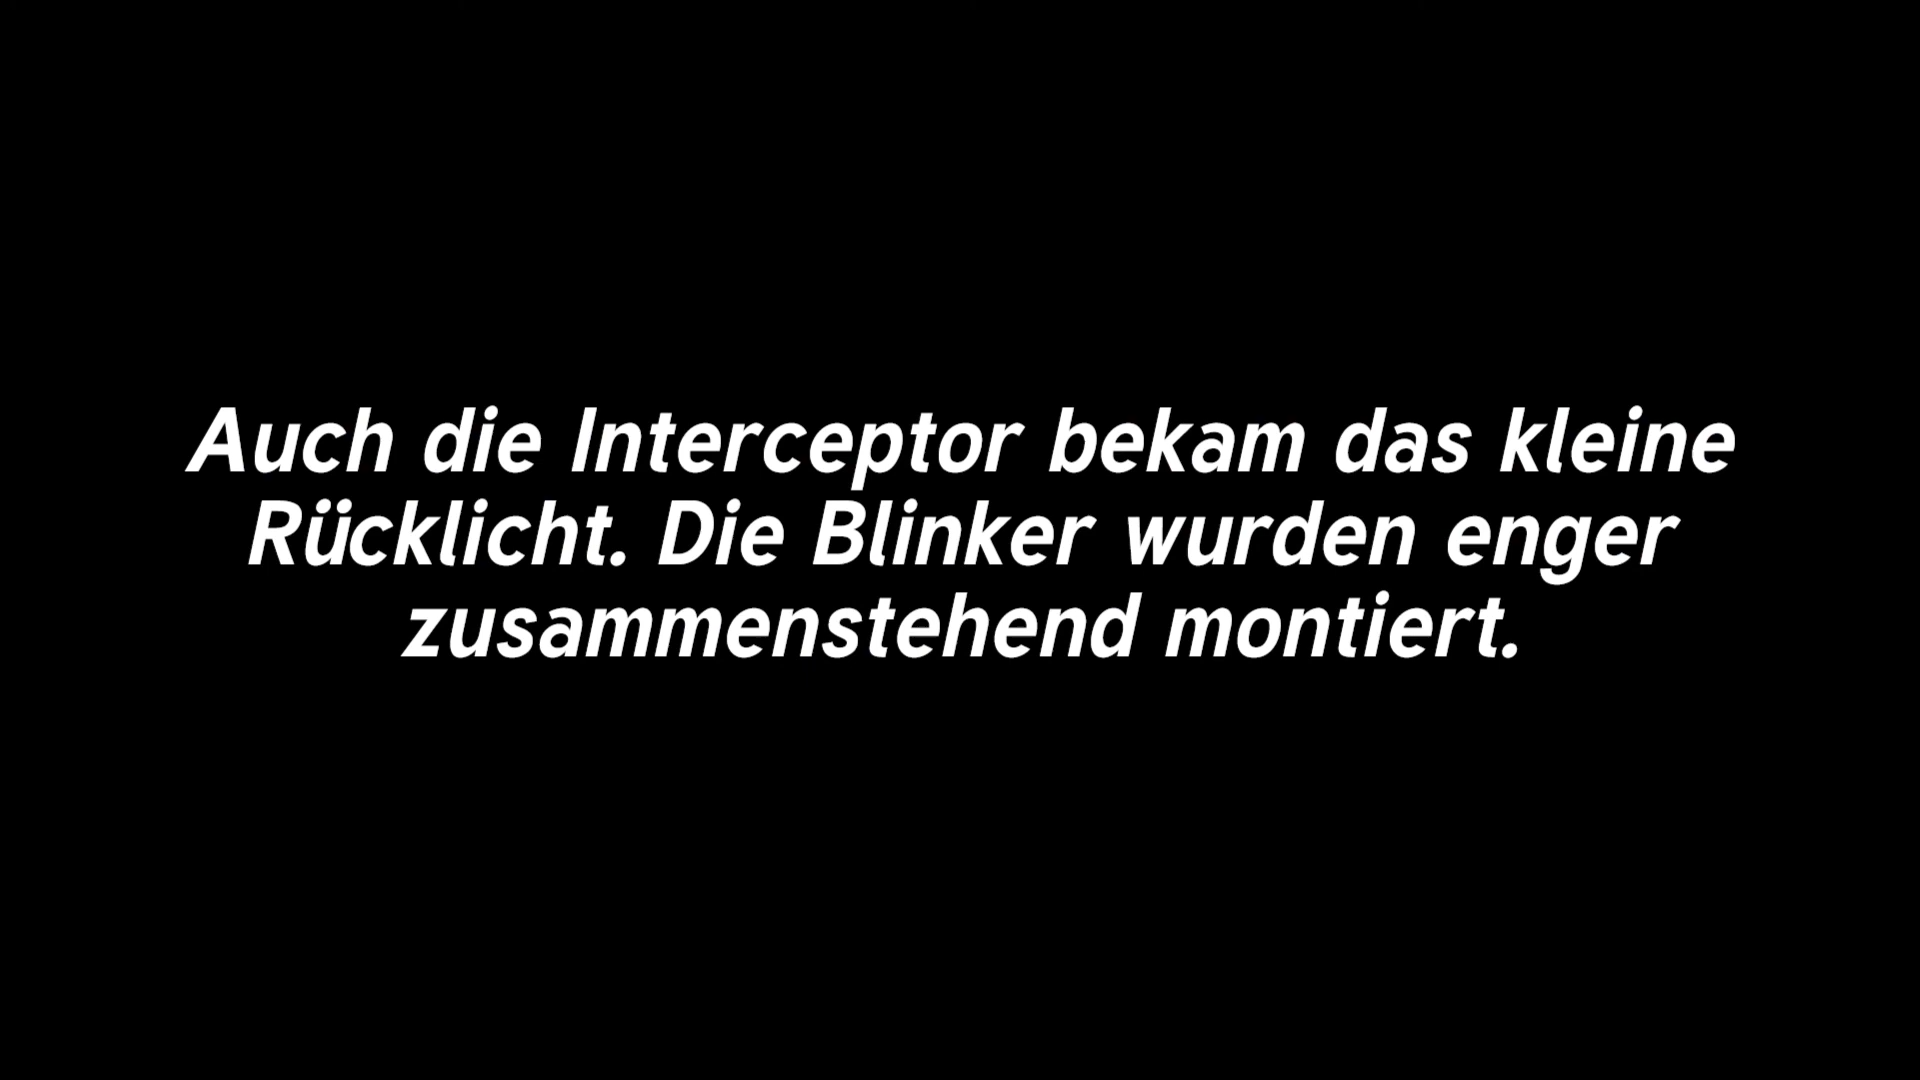 Auch die Interceptor bekam das kleine
Rücklicht. Die Blinker wurden enger
zusammenstehend montiert.